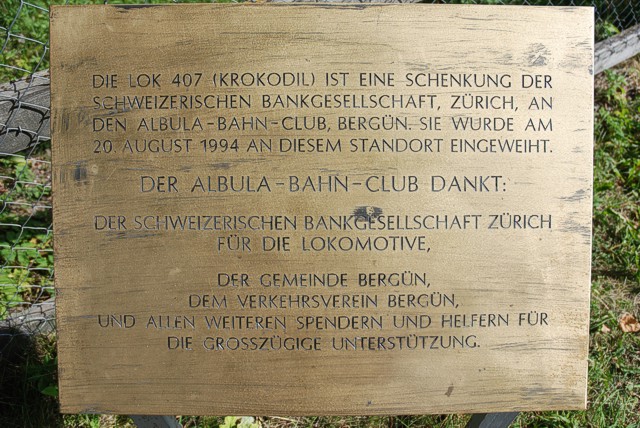 DIE LOK 407 (KROKODIL) IST EINE SCHENKUNG DER
SCHWEIZERISCHEN BANKGESELLSCHAFT, ZÜRICH, AN
DEN ALBULA-BAHN-CLUB, BERGÜN. SIE WURDE AM
20. AUGUST 1994 AN DIESEM STANDORT EINGEWEIHT.
DER ALBULA-BAHN-CLUB DANKT:
DER SCHWEIZERISCHEN BANKGESELLSCHAFT ZÜRICH
FÜR DIE LOKOMOTIVE,
DER GEMEINDE BERGÜN,
DEM VERKEHRSVEREIN BERGÜN,
UND ALLEN WEITEREN SPENDERN UND HELFERN FÜR
DIE GROSSZÜGIGE UNTERSTÜTZUNG.